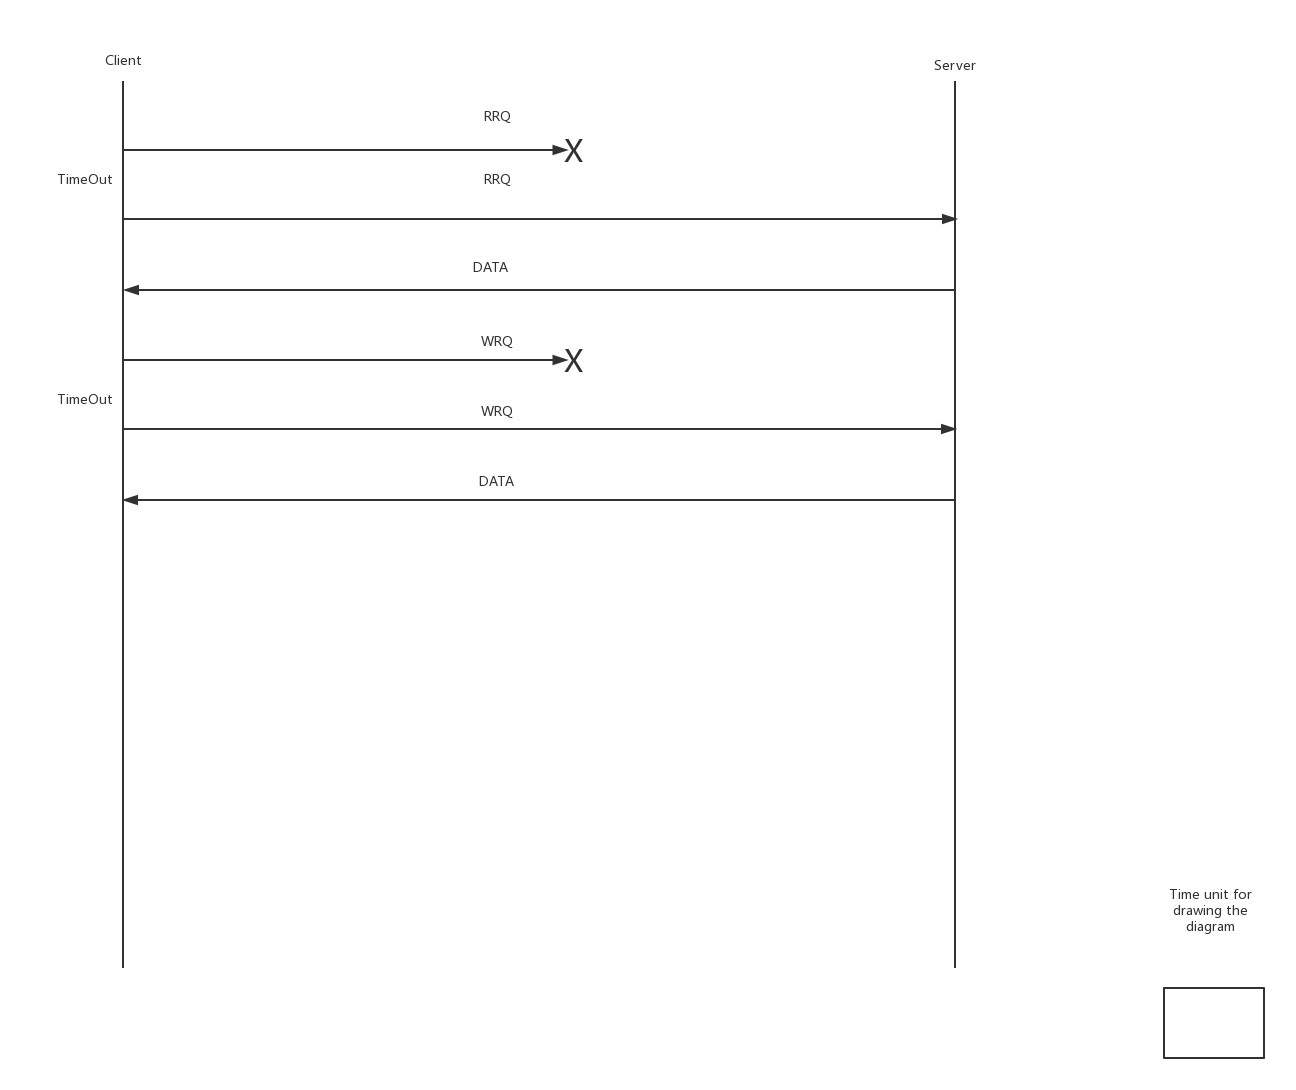 Client
Server
RRQ
X
TimeOut
RRQ
DATA
WRQ
X
TimeOut
WRQ
DATA
Time unit for
drawing the
diagram